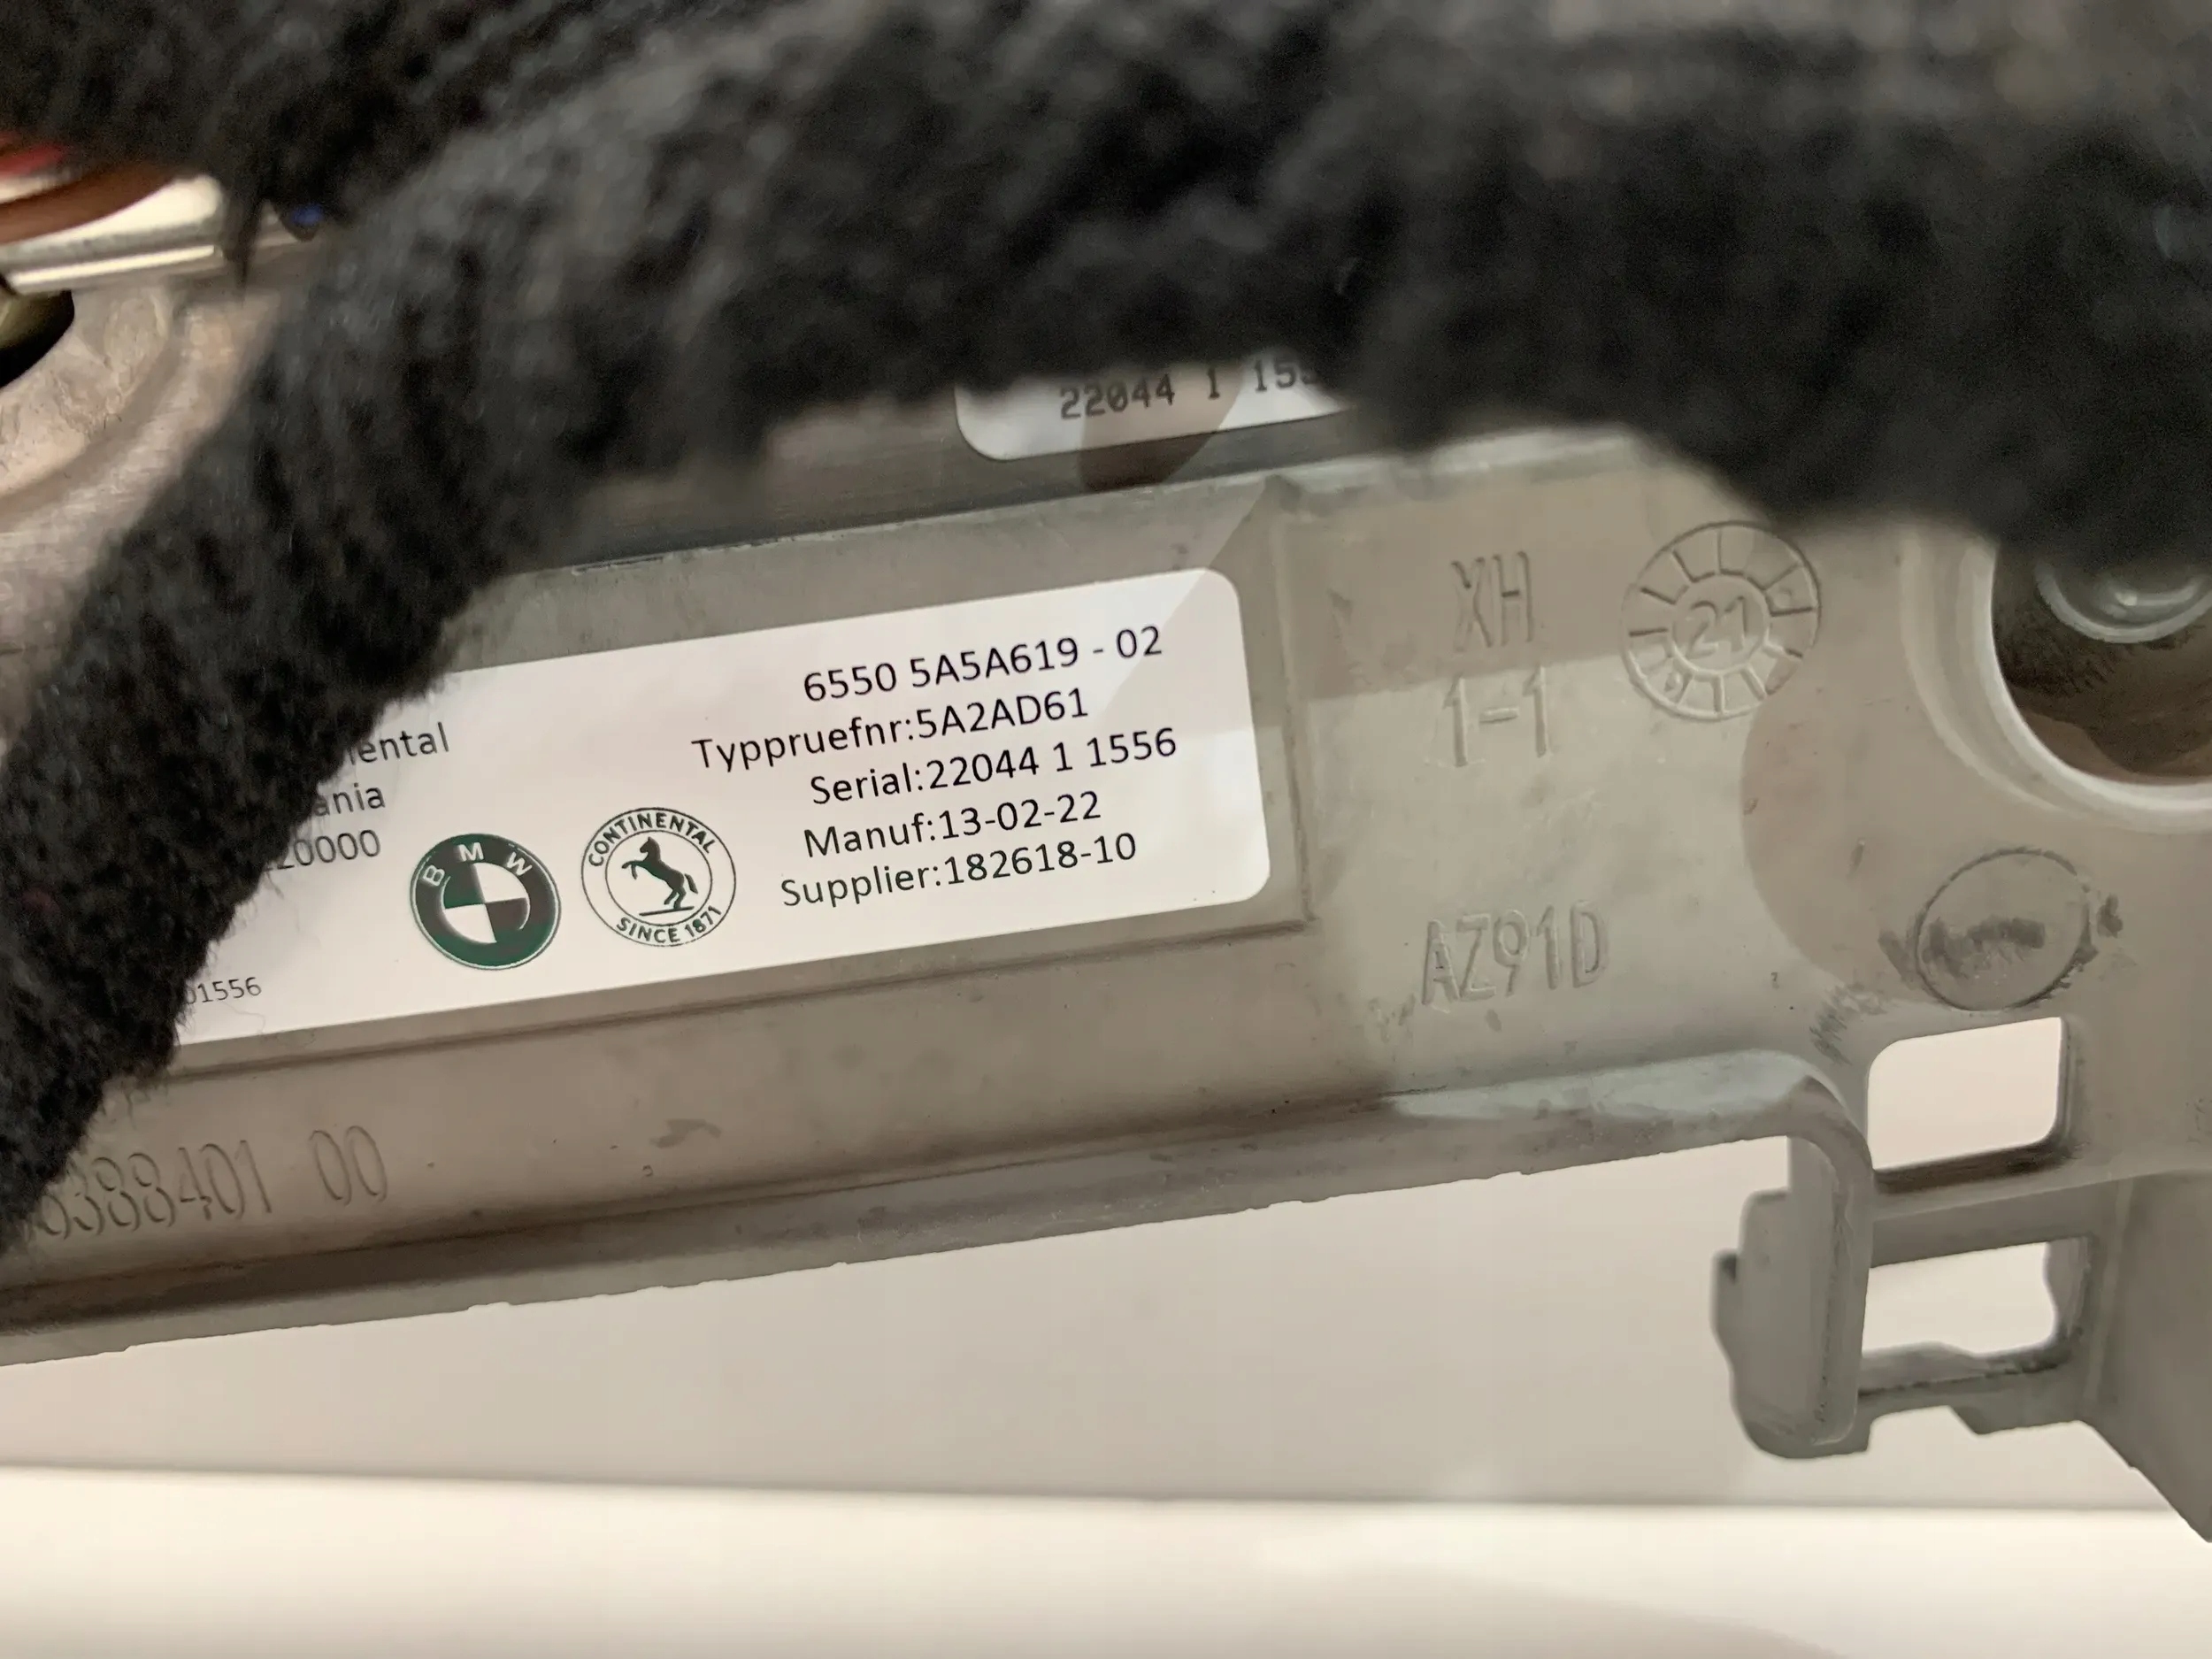 22044 1 155
6550 5A5A619 - 02
Typpruefnr:5A2AD61
Serial:22044 1 1556
Manuf:13-02-22
Supplier:182618-10
ental
ania
20000
BMW
CONTINENTAL
SINCE 1871
01556
XH
1-1
21
AZ91D
388401 00